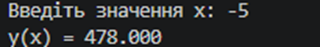 Введіть значення x: -5
y(x) = 478.000